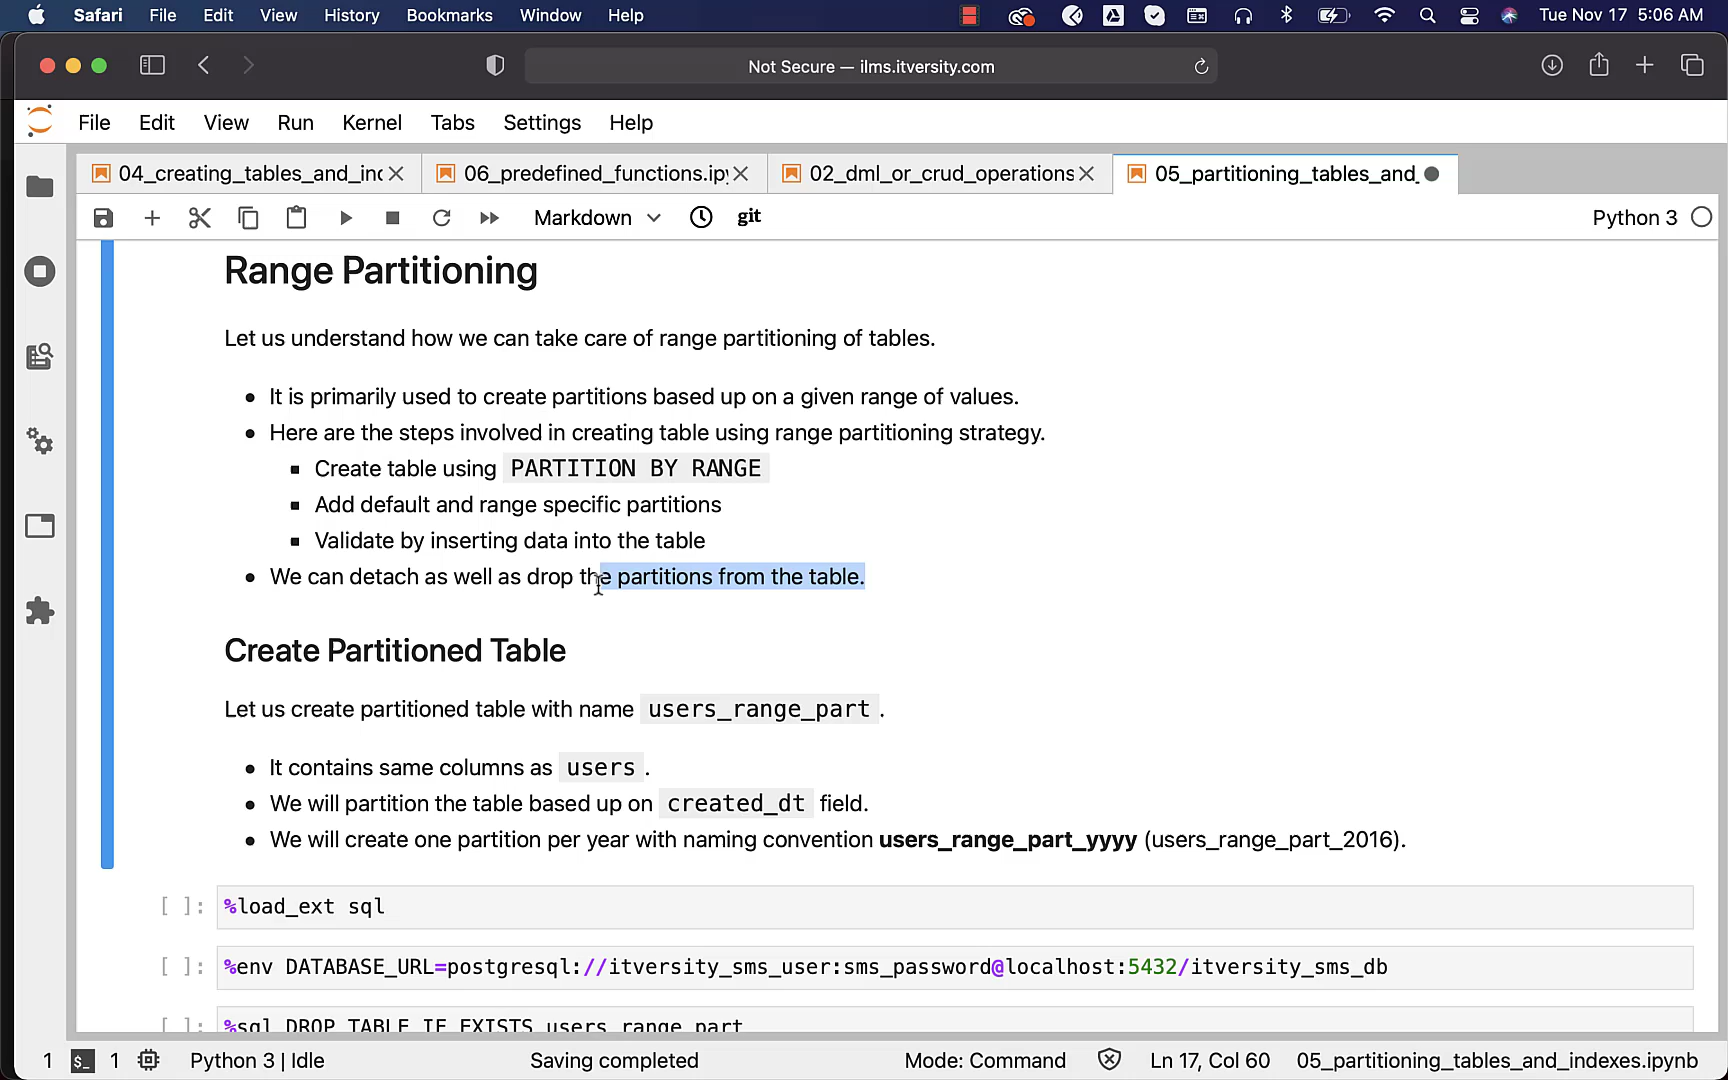 Safari File Edit View History Bookmarks Window Help Tue Nov 17 5:06 AM
Not Secure — ilms.itversity.com
File Edit View Run Kernel Tabs Settings Help
04_creating_tables_and_inc 06_predefined_functions.ipy 02_dml_or_crud_operations 05_partitioning_tables_and_
Markdown git Python 3
Range Partitioning
Let us understand how we can take care of range partitioning of tables.
• It is primarily used to create partitions based up on a given range of values.
• Here are the steps involved in creating table using range partitioning strategy.
▪ Create table using PARTITION BY RANGE
▪ Add default and range specific partitions
▪ Validate by inserting data into the table
• We can detach as well as drop the partitions from the table.
Create Partitioned Table
Let us create partitioned table with name users_range_part .
• It contains same columns as users .
• We will partition the table based up on created_dt field.
• We will create one partition per year with naming convention users_range_part_yyyy (users_range_part_2016).
[ ]: %load_ext sql
[ ]: %env DATABASE_URL=postgresql://itversity_sms_user:sms_password@localhost:5432/itversity_sms_db
[ ]: %sql DROP TABLE IF EXISTS users_range_part
1 $_ 1 Python 3 | Idle Saving completed Mode: Command Ln 17, Col 60 05_partitioning_tables_and_indexes.ipynb